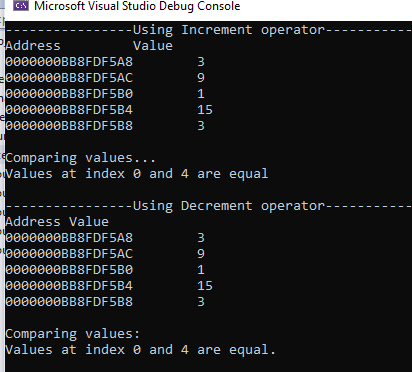 Microsoft Visual Studio Debug Console
----------------Using Increment operator-----------
Address Value
0000000BB8FDF5A8 3
0000000BB8FDF5AC 9
0000000BB8FDF5B0 1
0000000BB8FDF5B4 15
0000000BB8FDF5B8 3
Comparing values...
Values at index 0 and 4 are equal
----------------Using Decrement operator-----------
Address Value
0000000BB8FDF5A8 3
0000000BB8FDF5AC 9
0000000BB8FDF5B0 1
0000000BB8FDF5B4 15
0000000BB8FDF5B8 3
Comparing values:
Values at index 0 and 4 are equal.